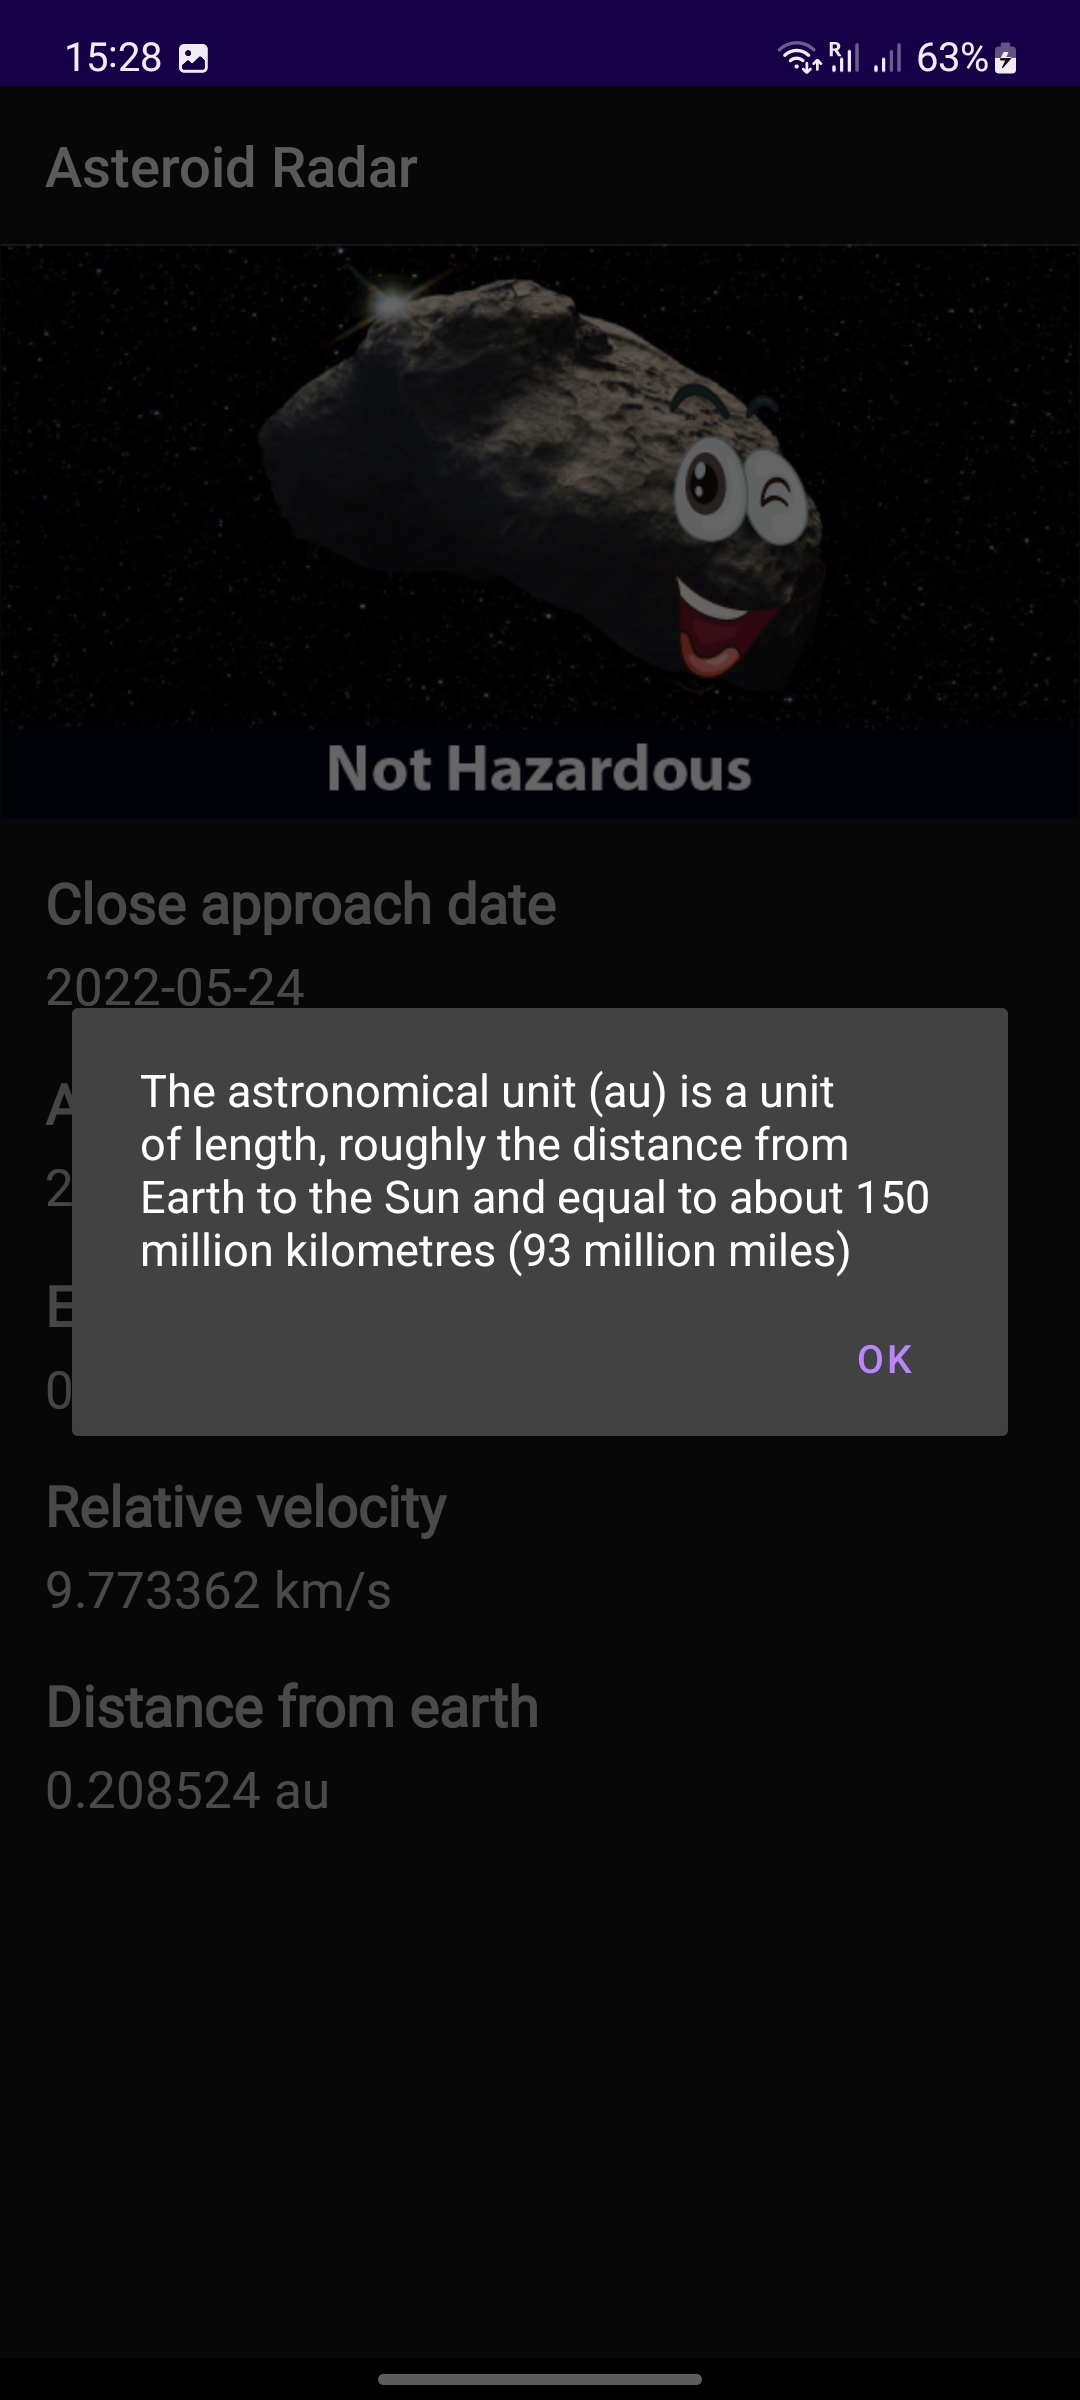 15:28
R
63%
Asteroid Radar
Not Hazardous
Close approach date
2022-05-24
The astronomical unit (au) is a unit
of length, roughly the distance from
Earth to the Sun and equal to about 150
million kilometres (93 million miles)
OK
Relative velocity
9.773362 km/s
Distance from earth
0.208524 au